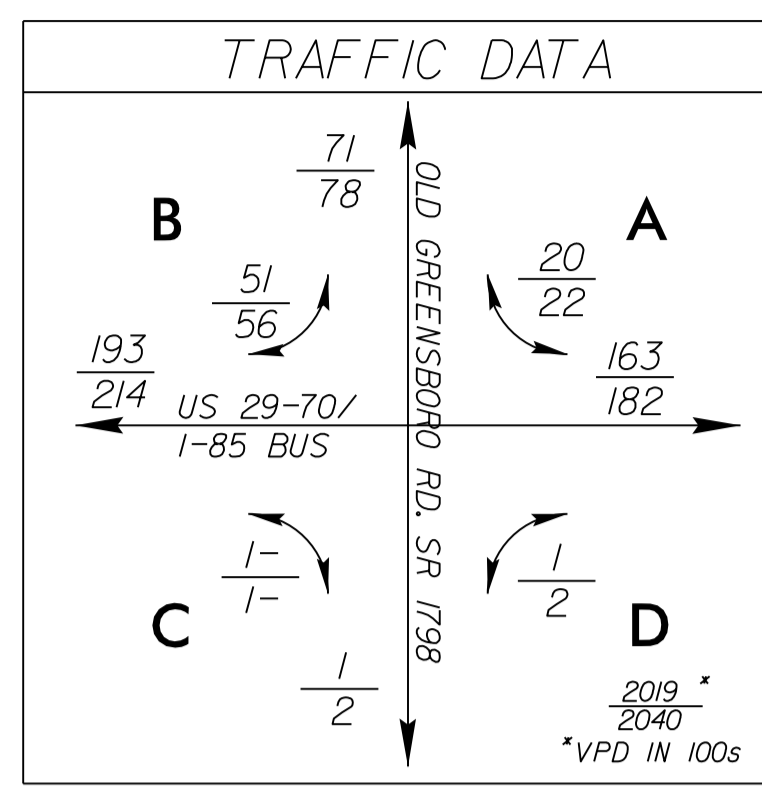 TRAFFIC DATA
71
78
B
A
51
56
20
22
193
214
163
182
US 29-70/
I-85 BUS
OLD GREENSBORO RD. SR 1798
1-
1-
1
2
C
D
1
2
2019 *
2040
*VPD IN 100s